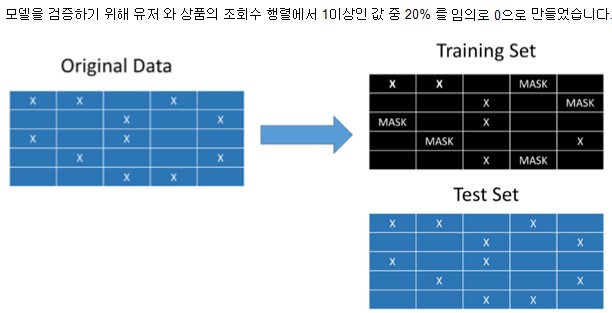 모델을 검증하기 위해 유저 와 상품의 조회수 행렬에서 1이상인 값 중 20% 를 임의로 0으로 만들었습니다.
Original Data
X X X
X X
X X
X X
X X
Training Set
X X MASK
X MASK
MASK X
MASK X
X MASK
Test Set
X X X
X X
X X
X X
X X